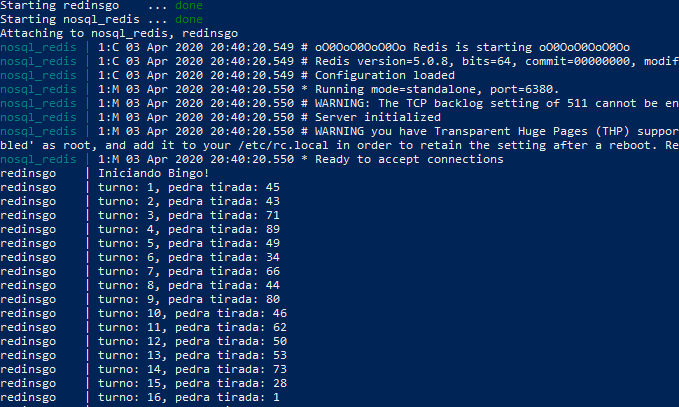 Starting redinsgo    ... done
Starting nosql_redis ... done
Attaching to nosql_redis, redinsgo
nosql_redis | 1:C 03 Apr 2020 20:40:20.549 # oO0OoO0OoO0Oo Redis is starting oO0OoO0OoO0Oo
nosql_redis | 1:C 03 Apr 2020 20:40:20.549 # Redis version=5.0.8, bits=64, commit=00000000, modif
nosql_redis | 1:C 03 Apr 2020 20:40:20.549 # Configuration loaded
nosql_redis | 1:M 03 Apr 2020 20:40:20.550 * Running mode=standalone, port=6380.
nosql_redis | 1:M 03 Apr 2020 20:40:20.550 # WARNING: The TCP backlog setting of 511 cannot be en
nosql_redis | 1:M 03 Apr 2020 20:40:20.550 # Server initialized
nosql_redis | 1:M 03 Apr 2020 20:40:20.550 # WARNING you have Transparent Huge Pages (THP) suppor
bled' as root, and add it to your /etc/rc.local in order to retain the setting after a reboot. Re
nosql_redis | 1:M 03 Apr 2020 20:40:20.550 * Ready to accept connections
redinsgo    | Iniciando Bingo!
redinsgo    | turno: 1, pedra tirada: 45
redinsgo    | turno: 2, pedra tirada: 43
redinsgo    | turno: 3, pedra tirada: 71
redinsgo    | turno: 4, pedra tirada: 89
redinsgo    | turno: 5, pedra tirada: 49
redinsgo    | turno: 6, pedra tirada: 34
redinsgo    | turno: 7, pedra tirada: 66
redinsgo    | turno: 8, pedra tirada: 44
redinsgo    | turno: 9, pedra tirada: 80
redinsgo    | turno: 10, pedra tirada: 46
redinsgo    | turno: 11, pedra tirada: 62
redinsgo    | turno: 12, pedra tirada: 50
redinsgo    | turno: 13, pedra tirada: 53
redinsgo    | turno: 14, pedra tirada: 73
redinsgo    | turno: 15, pedra tirada: 28
redinsgo    | turno: 16, pedra tirada: 1